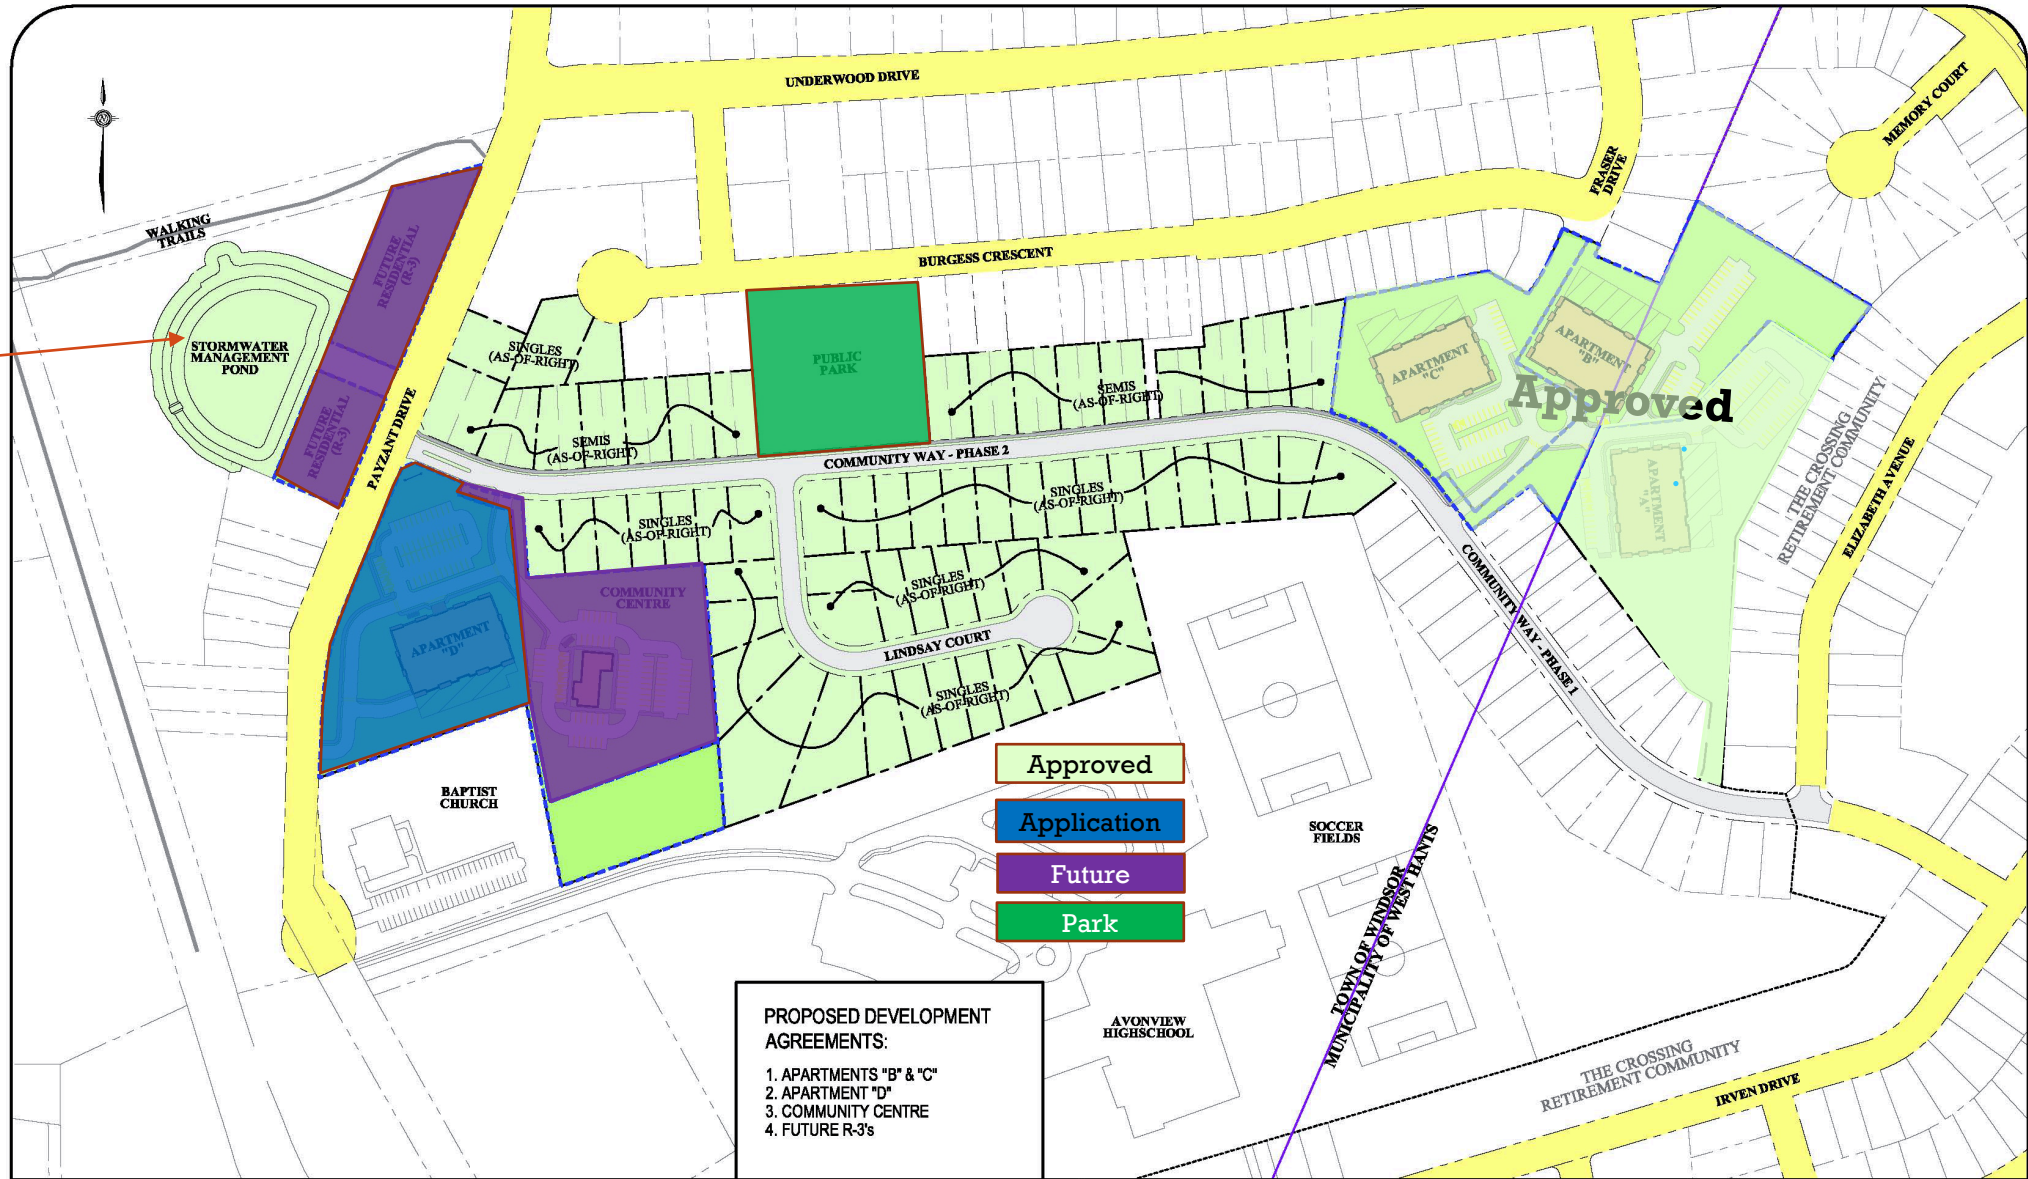 UNDERWOOD DRIVE
MEMORY COURT
FRASER
DRIVE
WALKING
TRAILS
FUTURE
RESIDENTIAL
(R-3)
BURGESS CRESCENT
STORMWATER
MANAGEMENT
POND
SINGLES
(AS-OF-RIGHT)
PUBLIC
PARK
APARTMENT
"C"
APARTMENT
"B"
Approved
SEMIS
(AS-OF-RIGHT)
FUTURE
RESIDENTIAL
(R-3)
PAYZANT DRIVE
SEMIS
(AS-OF-RIGHT)
COMMUNITY WAY - PHASE 2
THE CROSSING
RETIREMENT COMMUNITY
ELIZABETH AVENUE
APARTMENT
"A"
SINGLES
(AS-OF-RIGHT)
SINGLES
(AS-OF-RIGHT)
COMMUNITY
CENTRE
SINGLES
(AS-OF-RIGHT)
COMMUNITY WAY - PHASE 1
APARTMENT
"D"
LINDSAY COURT
SINGLES
(AS-OF-RIGHT)
Approved
Application
Future
Park
BAPTIST
CHURCH
SOCCER
FIELDS
TOWN OF WINDSOR
MUNICIPALITY OF WEST HANTS
AVONVIEW
HIGHSCHOOL
THE CROSSING
RETIREMENT COMMUNITY
IRVEN DRIVE
PROPOSED DEVELOPMENT
AGREEMENTS:
1. APARTMENTS "B" & "C"
2. APARTMENT "D"
3. COMMUNITY CENTRE
4. FUTURE R-3's